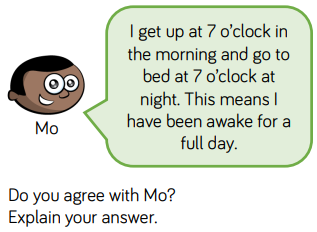 I get up at 7 o’clock in
the morning and go to
bed at 7 o’clock at
night. This means I
have been awake for a
full day.
Mo
Do you agree with Mo?
Explain your answer.